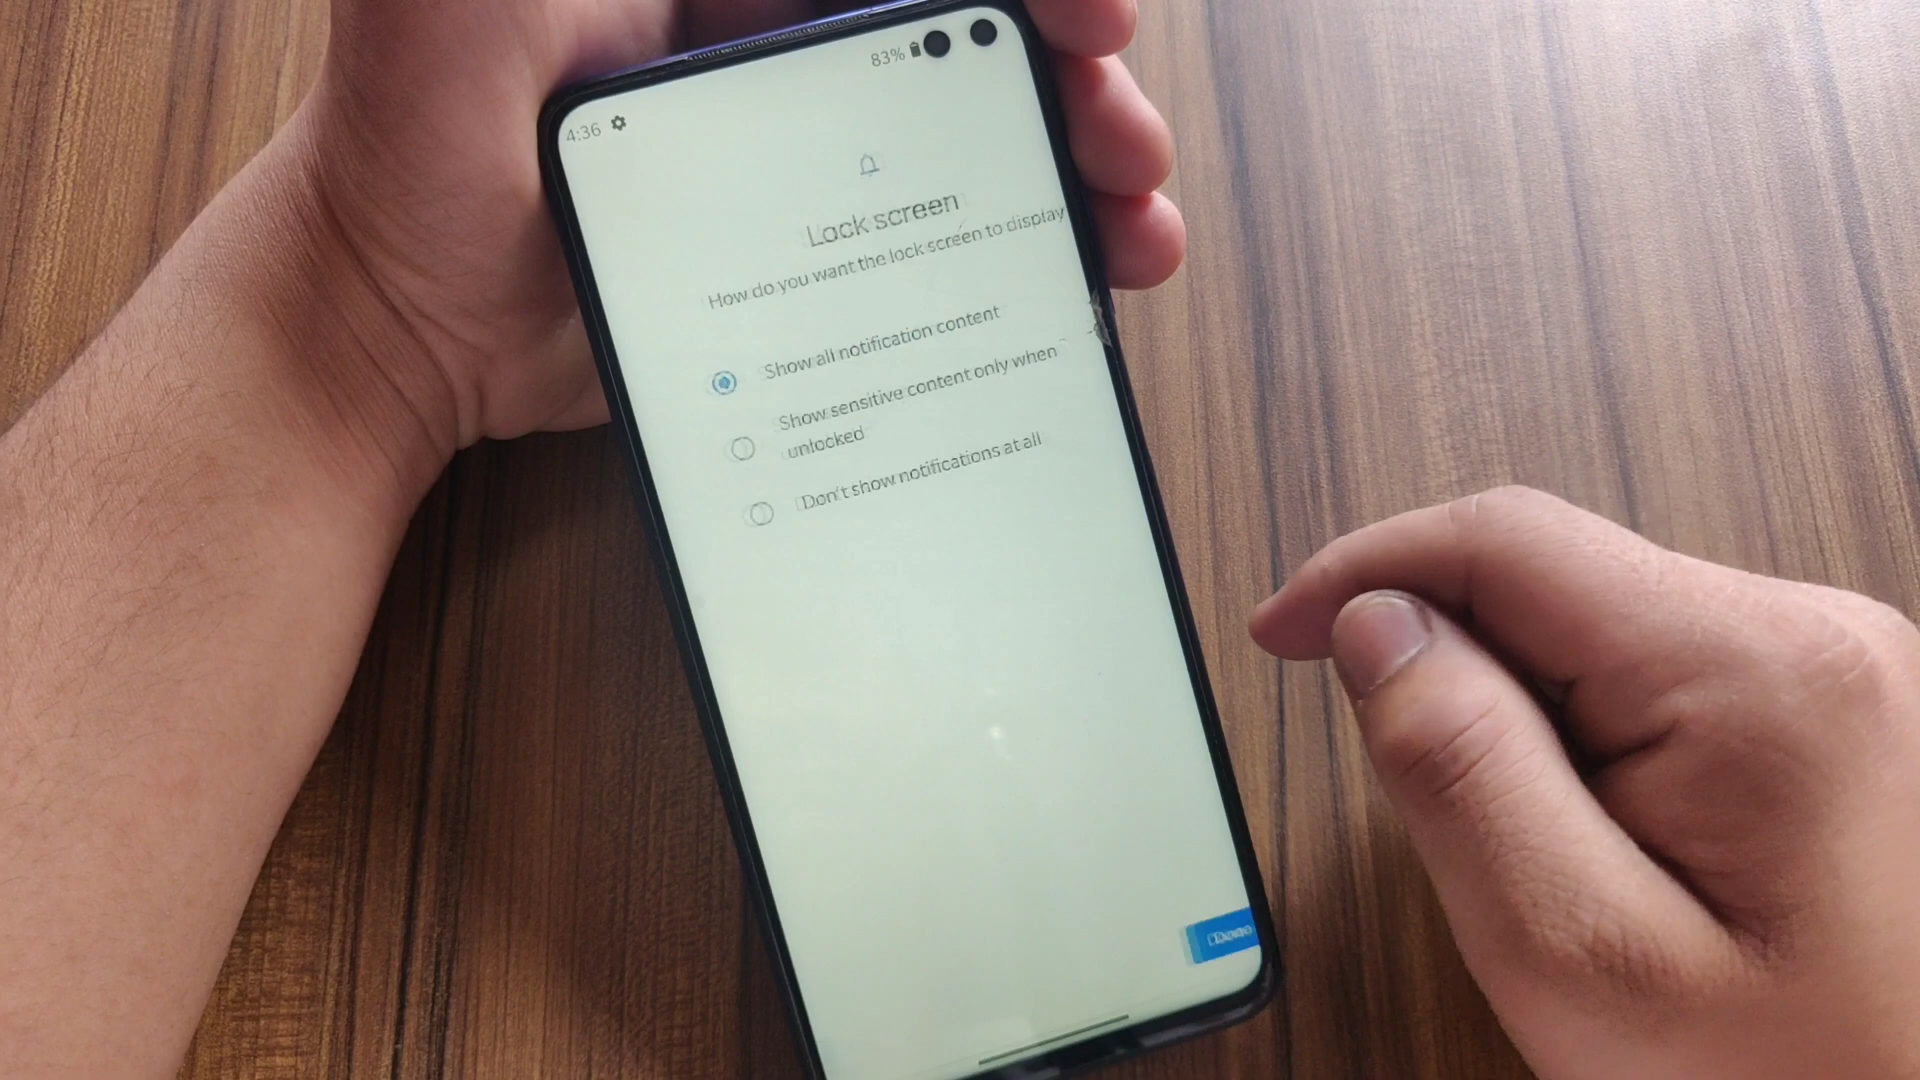 4:36
83%
Lock screen
How do you want the lock screen to display
Show all notification content
Show sensitive content only when
unlocked
Don't show notifications at all